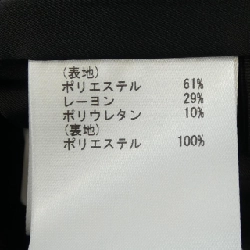 (表地)
ポリエステル 61%
レーヨン 29%
ポリウレタン 10%
(裏地)
ポリエステル 100%